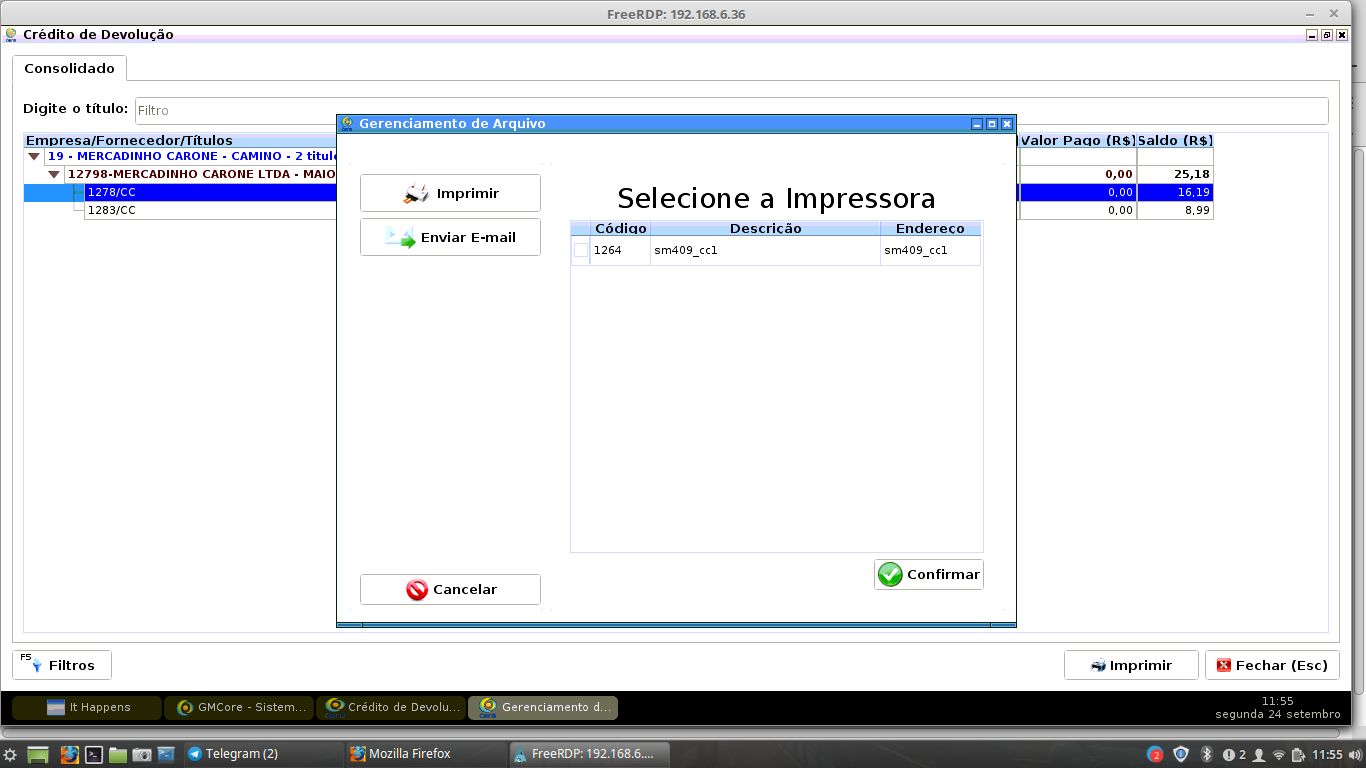 FreeRDP: 192.168.6.36
Crédito de Devolução
Consolidado
Digite o título: Filtro
Empresa/Fornecedor/Títulos Valor Pago (R$) Saldo (R$)
19 - MERCADINHO CARONE - CAMINO - 2 titulo
12798-MERCADINHO CARONE LTDA - MAIO 0,00 25,18
1278/CC 0,00 16,19
1283/CC 0,00 8,99
Gerenciamento de Arquivo
Imprimir
Enviar E-mail
Cancelar
Selecione a Impressora
Código Descrição Endereço
1264 sm409_cc1 sm409_cc1
Confirmar
F5 Filtros
Imprimir
Fechar (Esc)
It Happens
GMCore - Sistem...
Crédito de Devolu...
Gerenciamento d...
11:55
segunda 24 setembro
Telegram (2)
Mozilla Firefox
FreeRDP: 192.168.6....
2
2
11:55